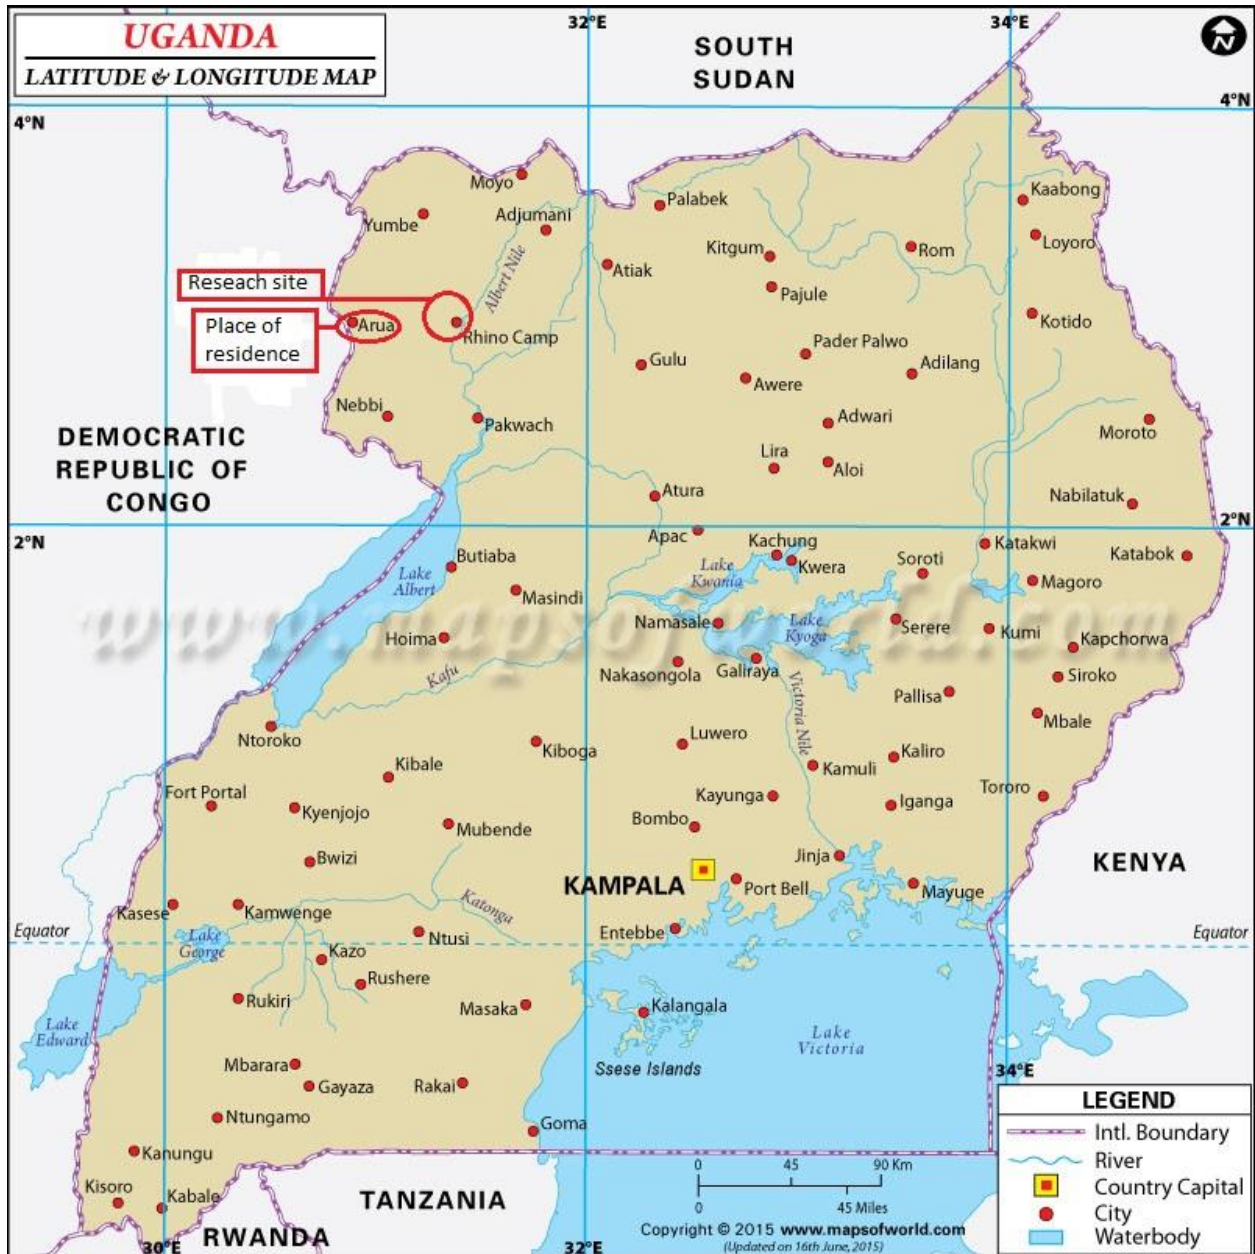 UGANDA
LATITUDE & LONGITUDE MAP
32°E
34°E
N
SOUTH
SUDAN
4°N
4°N
Moyo
Kaabong
Palabek
Yumbe
Adjumani
Loyoro
Kitgum
Rom
Atiak
Albert Nile
Reseach site
Pajule
Kotido
Place of
residence
Arua
Rhino Camp
Pader Palwo
Gulu
Adilang
Awere
Nebbi
Pakwach
Adwari
Moroto
DEMOCRATIC
REPUBLIC OF
CONGO
Lira
Aloi
Atura
Nabilatuk
2°N
2°N
Apac
Kachung
Katakwi
Katabok
Butiaba
Lake
Albert
Lake
Kwania
Kwera
Soroti
Magoro
Masindi
www.mapsofworld.com
Namasale
Lake
Kyoga
Serere
Kumi
Hoima
Kapchorwa
Kafu
Nakasongola
Galiraya
Siroko
Pallisa
Victoria Nile
Mbale
Ntoroko
Kiboga
Luwero
Kaliro
Kibale
Kamuli
Fort Portal
Kyenjojo
Kayunga
Iganga
Tororo
Mubende
Bombo
Bwizi
Jinja
KENYA
KAMPALA
Port Bell
Mayuge
Kasese
Kamwenge
Katonga
Equator
Lake
George
Ntusi
Entebbe
Equator
Kazo
Rushere
Rukiri
Masaka
Kalangala
Lake
Edward
Lake
Victoria
Mbarara
Ssese Islands
34°E
Gayaza
Rakai
Ntungamo
Goma
Kanungu
Kisoro
Kabale
TANZANIA
RWANDA
30°E
32°E
0 45 90 Km
0 45 Miles
Copyright © 2015 www.mapsofworld.com
(Updated on 16th June, 2015)
LEGEND
Intl. Boundary
River
Country Capital
City
Waterbody